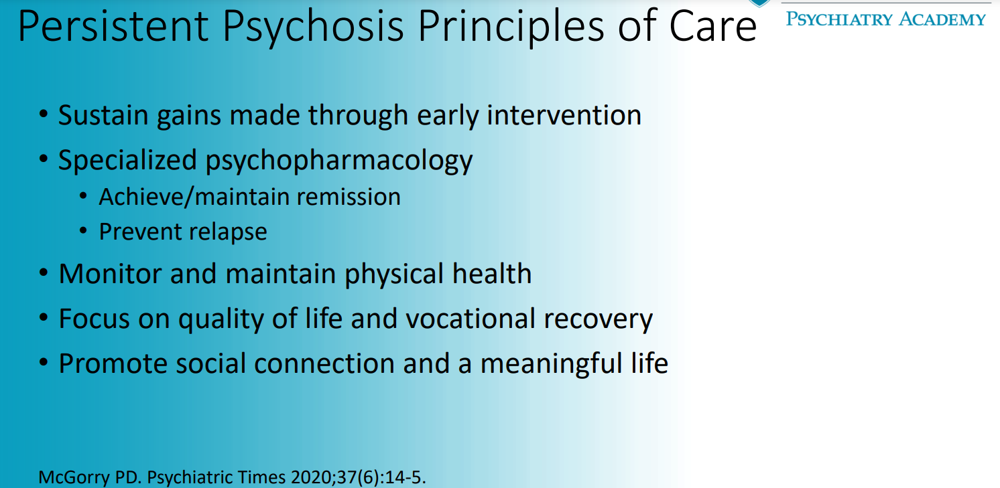 Persistent Psychosis Principles of Care
PSYCHIATRY ACADEMY
• Sustain gains made through early intervention
• Specialized psychopharmacology
• Achieve/maintain remission
• Prevent relapse
• Monitor and maintain physical health
• Focus on quality of life and vocational recovery
• Promote social connection and a meaningful life
McGorry PD. Psychiatric Times 2020;37(6):14-5.